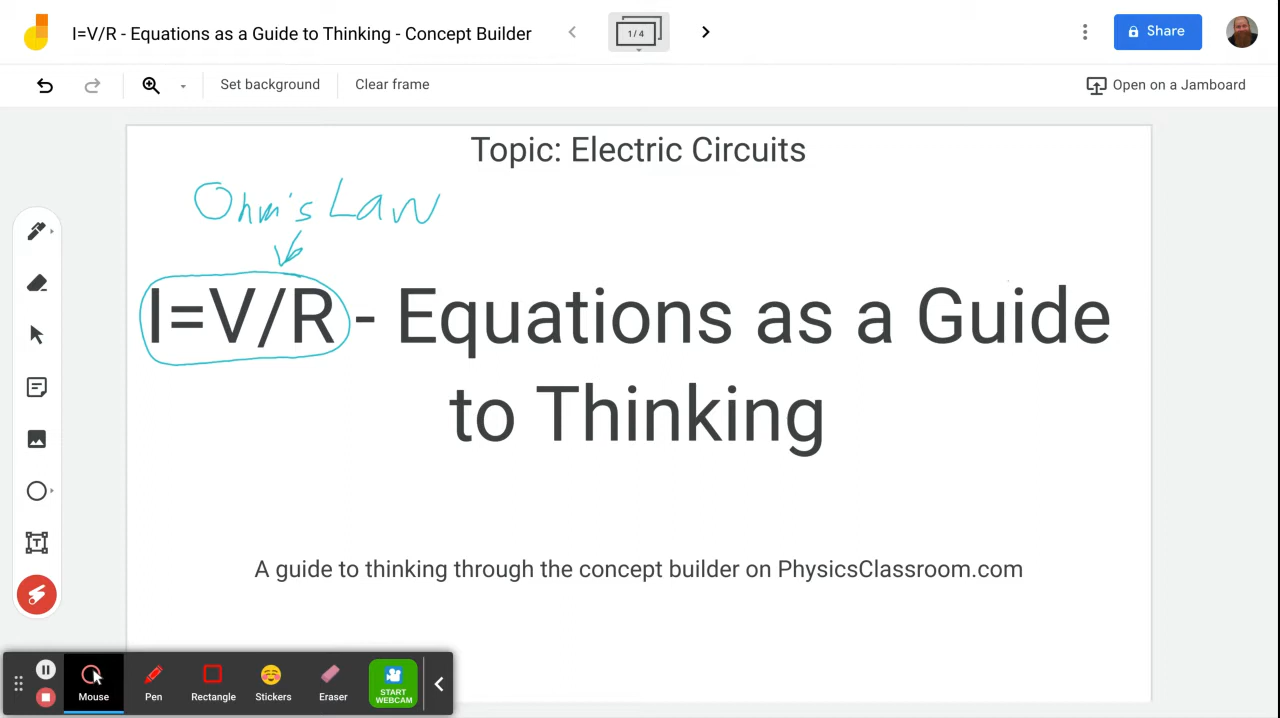 I=V/R - Equations as a Guide to Thinking - Concept Builder
1/4
Share
Set background
Clear frame
Open on a Jamboard
Topic: Electric Circuits
Ohm's Law
I=V/R - Equations as a Guide
to Thinking
A guide to thinking through the concept builder on PhysicsClassroom.com
Mouse
Pen
Rectangle
Stickers
Eraser
START
WEBCAM